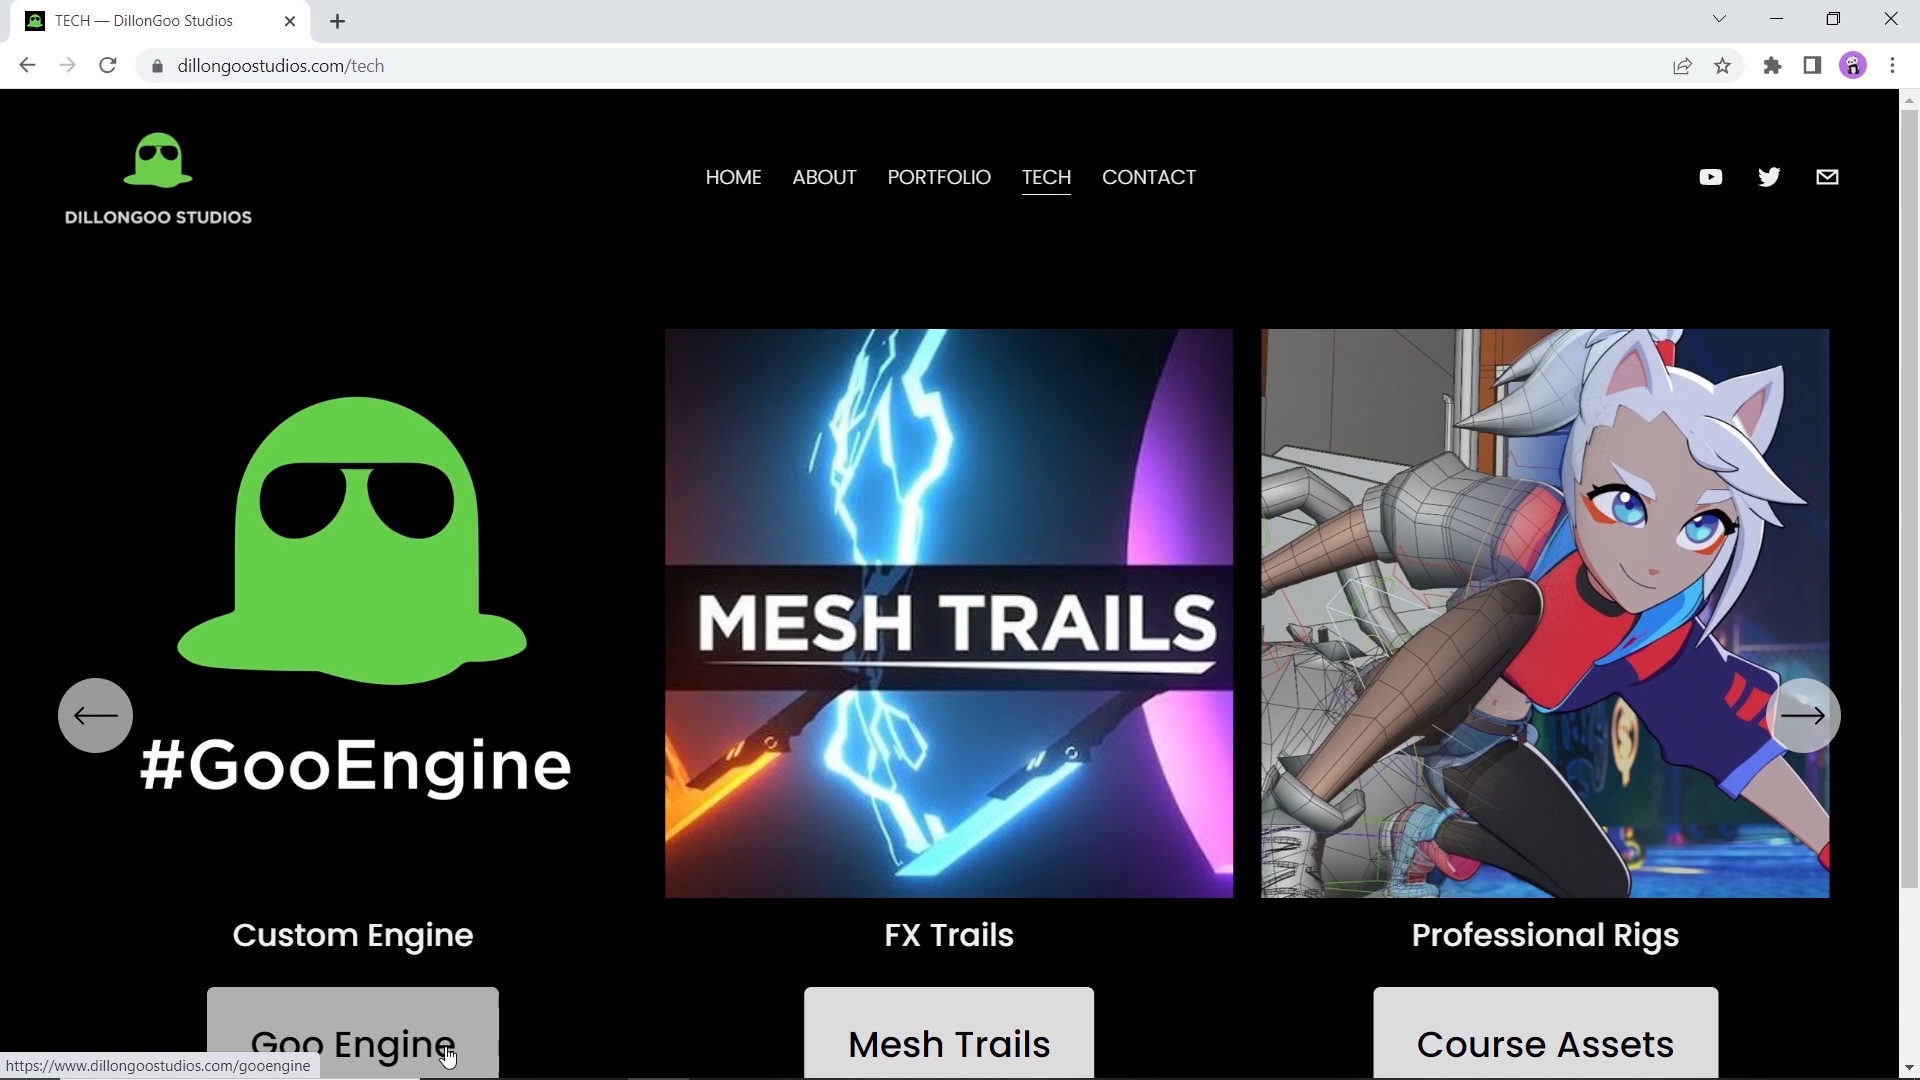 TECH — DillonGoo Studios
dillongoostudios.com/tech
DILLONGOO STUDIOS
HOME
ABOUT
PORTFOLIO
TECH
CONTACT
#GooEngine
MESH TRAILS
Custom Engine
FX Trails
Professional Rigs
Goo Engine
Mesh Trails
Course Assets
https://www.dillongoostudios.com/gooengine